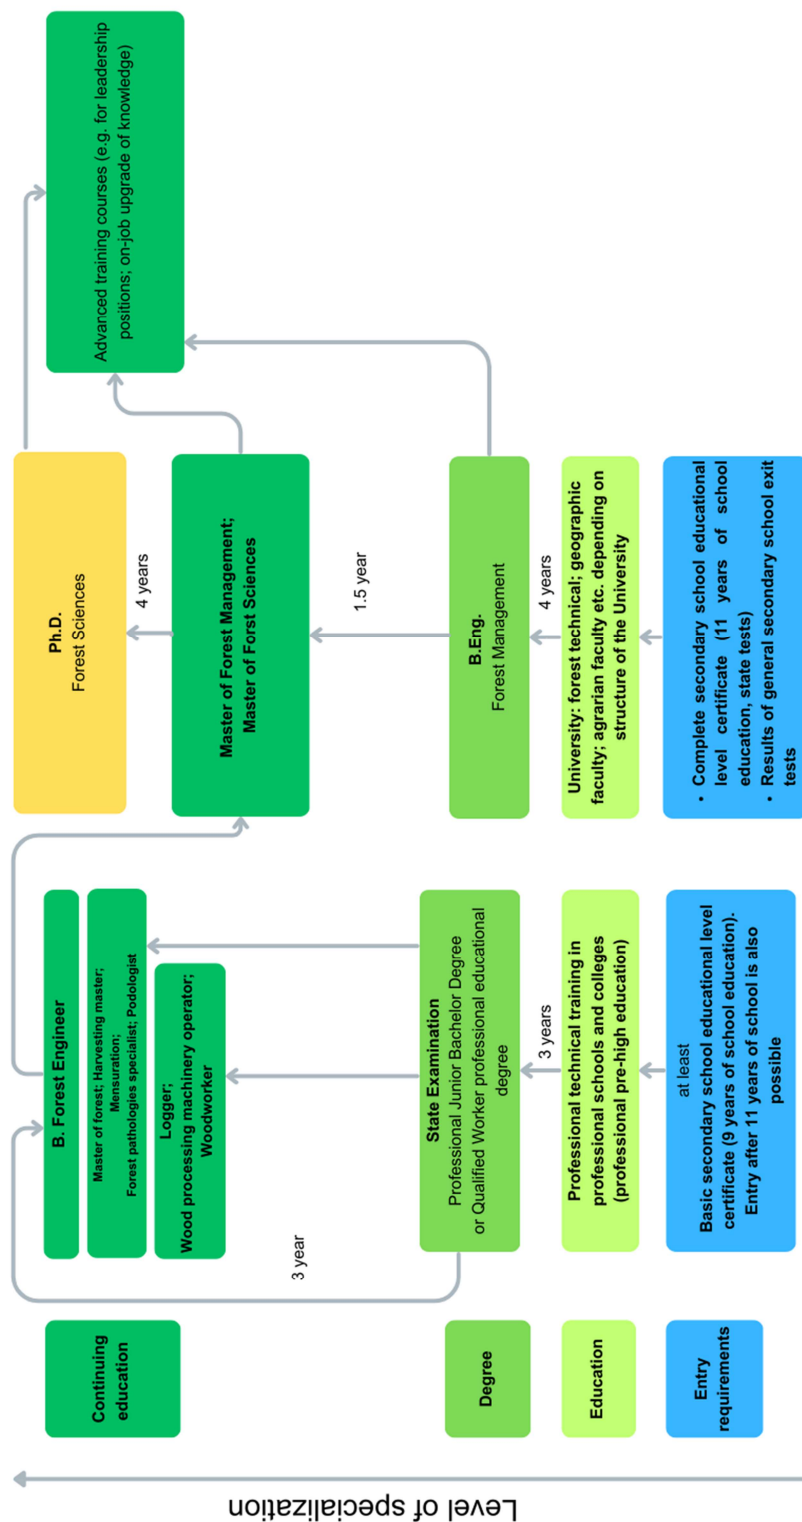 Level of specialization
Continuing
education
Degree
Education
Entry
requirements
3 year
B. Forest Engineer
Master of forest; Harvesting master;
Mensuration;
Forest pathologies specialist; Podologist
Logger;
Wood processing machinery operator;
Woodworker
State Examination
Professional Junior Bachelor Degree
or Qualified Worker professional educational
degree
3 years
Professional technical training in
professional schools and colleges
(professional pre-high education)
at least
Basic secondary school educational level
certificate (9 years of school education).
Entry after 11 years of school is also
possible
Ph.D.
Forest Sciences
4 years
Master of Forest Management;
Master of Forst Sciences
1.5 year
B.Eng.
Forest Management
4 years
University: forest technical; geographic
faculty; agrarian faculty etc. depending on
structure of the University
• Complete secondary school educational
level certificate (11 years of school
education, state tests)
• Results of general secondary school exit
tests
Advanced training courses (e.g. for leadership
positions; on-job upgrade of knowledge)